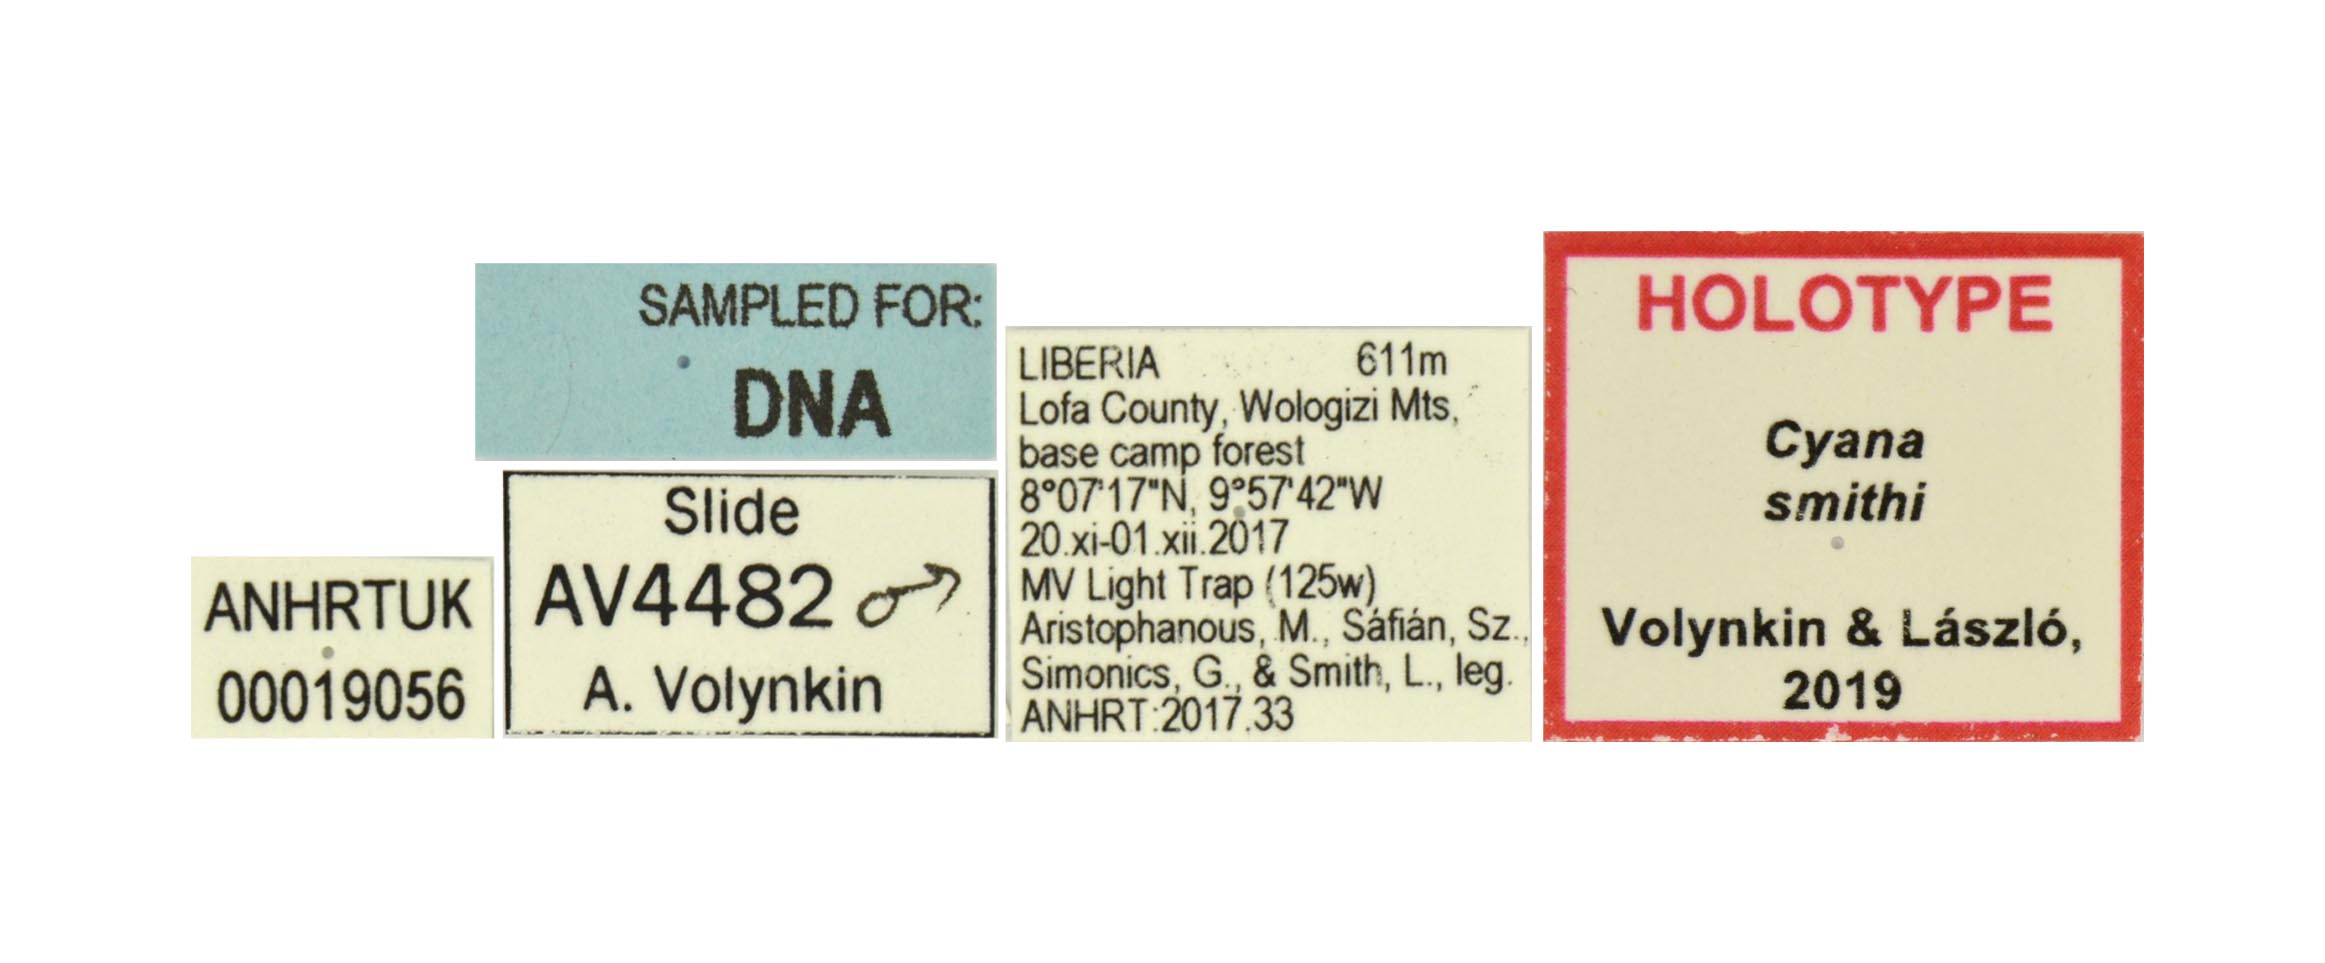 ANHRTUK
00019056
SAMPLED FOR:
DNA
Slide
AV4482 ♂
A. Volynkin
LIBERIA 611m
Lofa County, Wologizi Mts,
base camp forest
8°07'17"N, 9°57'42"W
20.xi-01.xii.2017
MV Light Trap (125w)
Aristophanous, M., Sáfián, Sz.,
Simonics, G., & Smith, L., leg.
ANHRT:2017.33
HOLOTYPE
Cyana
smithi
Volynkin & László,
2019